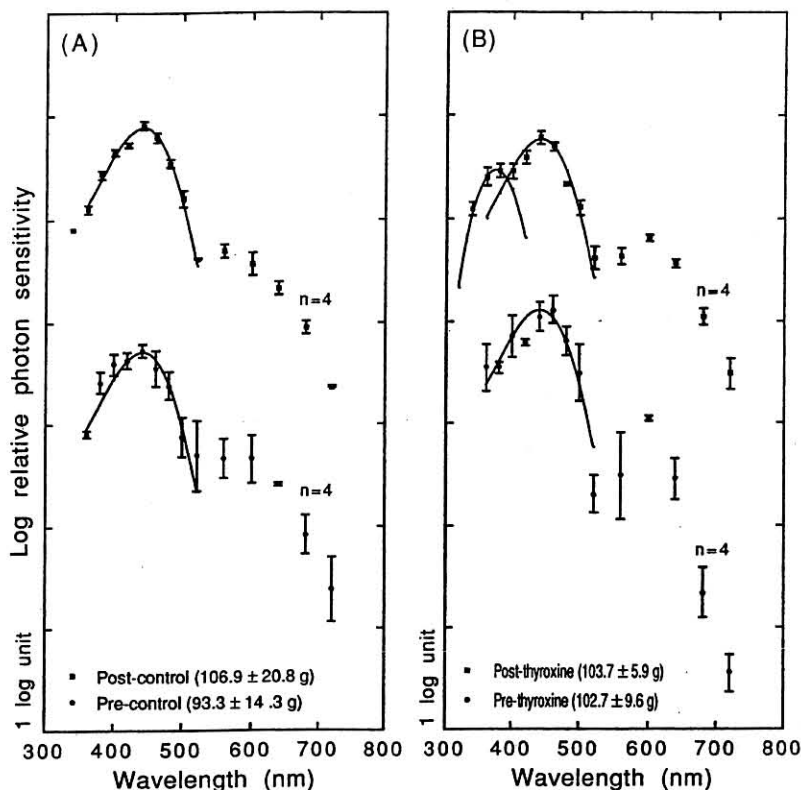 (A)
(B)
Log relative photon sensitivity
1 log unit
1 log unit
n=4
n=4
n=4
n=4
Post-control (106.9 ± 20.8 g)
Pre-control (93.3 ± 14 .3 g)
Post-thyroxine (103.7 ± 5.9 g)
Pre-thyroxine (102.7 ± 9.6 g)
300 400 500 600 700 800
300 400 500 600 700 800
Wavelength (nm)
Wavelength (nm)